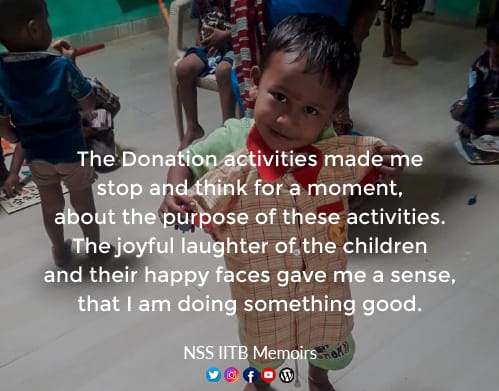 The Donation activities made me
stop and think for a moment,
about the purpose of these activities.
The joyful laughter of the children
and their happy faces gave me a sense,
that I am doing something good.
NSS IITB Memoirs